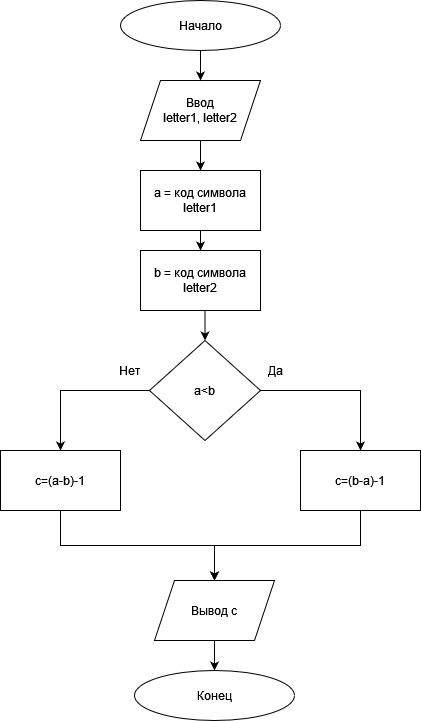 Начало
Ввод
letter1, letter2
a = код символа
letter1
b = код символа
letter2
Нет
Да
a<b
c=(a-b)-1
c=(b-a)-1
Вывод c
Конец